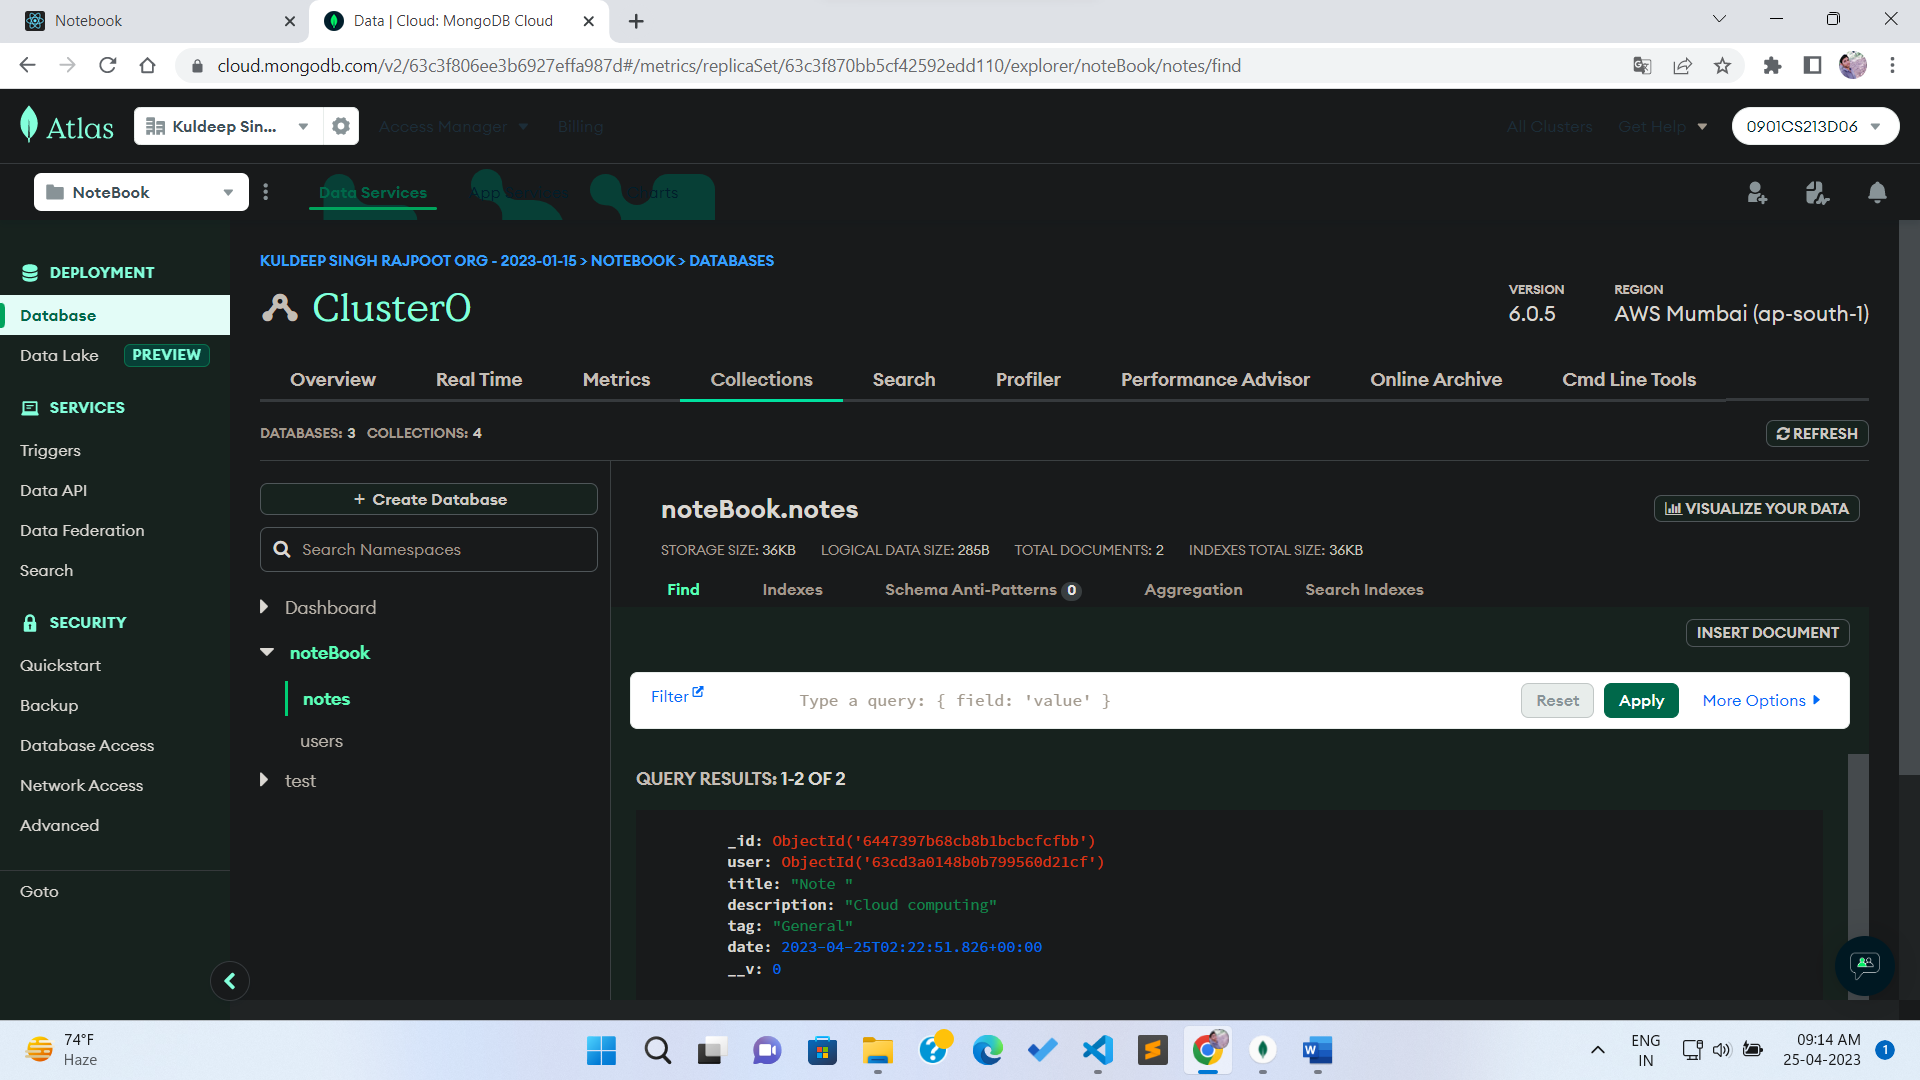 Notebook
Data | Cloud: MongoDB Cloud
cloud.mongodb.com/v2/63c3f806ee3b6927effa987d#/metrics/replicaSet/63c3f870bb5cf42592edd110/explorer/noteBook/notes/find
Atlas
Kuldeep Sin...
Access Manager
Billing
All Clusters
Get Help
0901CS213D06
NoteBook
Data Services
DEPLOYMENT
Database
Data Lake PREVIEW
SERVICES
Triggers
Data API
Data Federation
Search
SECURITY
Quickstart
Backup
Database Access
Network Access
Advanced
Goto
KULDEEP SINGH RAJPOOT ORG - 2023-01-15 > NOTEBOOK > DATABASES
Cluster0
VERSION
6.0.5
REGION
AWS Mumbai (ap-south-1)
Overview
Real Time
Metrics
Collections
Search
Profiler
Performance Advisor
Online Archive
Cmd Line Tools
DATABASES: 3 COLLECTIONS: 4
REFRESH
+ Create Database
Search Namespaces
Dashboard
noteBook
notes
users
test
noteBook.notes
VISUALIZE YOUR DATA
STORAGE SIZE: 36KB LOGICAL DATA SIZE: 285B TOTAL DOCUMENTS: 2 INDEXES TOTAL SIZE: 36KB
Find
Indexes
Schema Anti-Patterns 0
Aggregation
Search Indexes
INSERT DOCUMENT
Filter
Type a query: { field: 'value' }
Reset
Apply
More Options
QUERY RESULTS: 1-2 OF 2
_id: ObjectId('6447397b68cb8b1bcbcfcfbb')
user: ObjectId('63cd3a0148b0b799560d21cf')
title: "Note "
description: "Cloud computing"
tag: "General"
date: 2023-04-25T02:22:51.826+00:00
__v: 0
74°F
Haze
ENG
IN
09:14 AM
25-04-2023
1